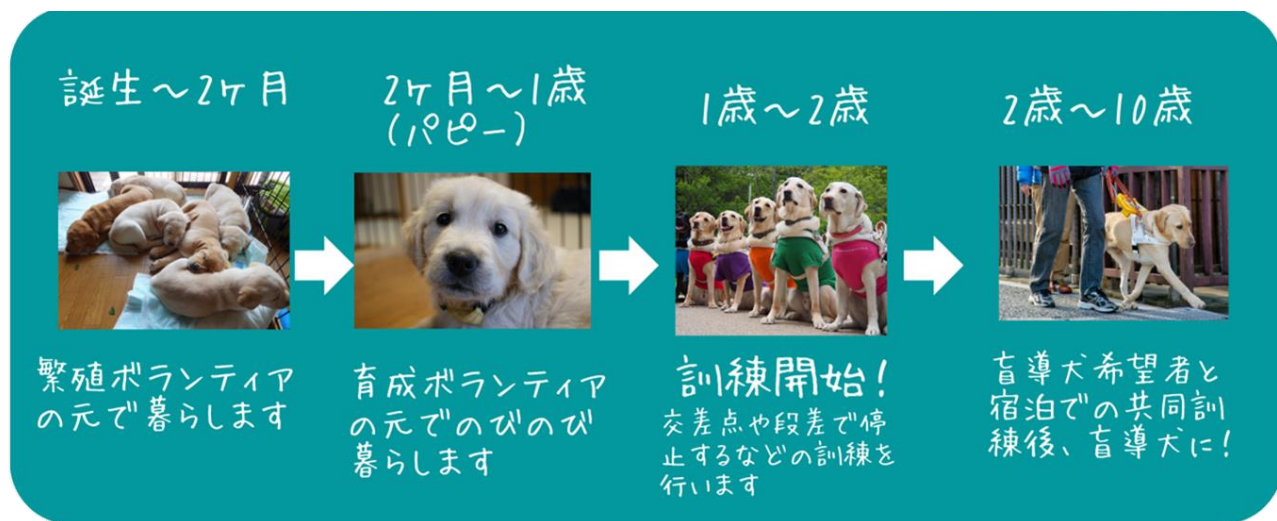 誕生～2ケ月
繁殖ボランティア
の元で暮らします
2ケ月～1歳
(パピー)
育成ボランティア
の元でのびのび
暮らします
1歳～2歳
訓練開始!
交差点や段差で停
止するなどの訓練を
行います
2歳～10歳
盲導犬希望者と
宿泊での共同訓
練後、盲導犬に!